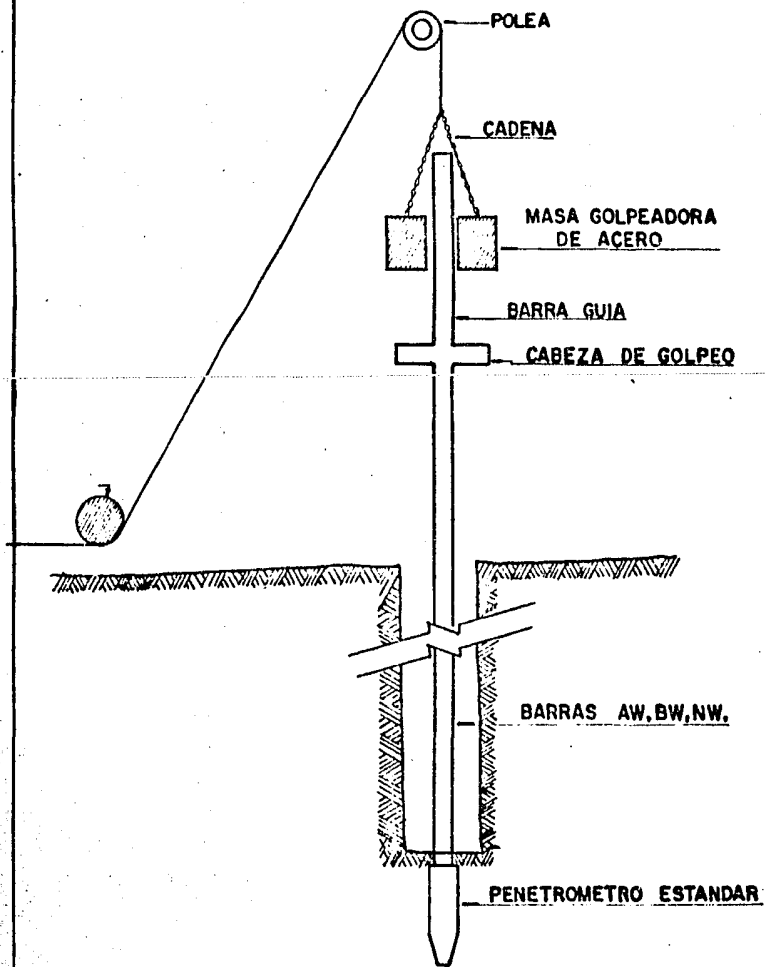 POLEA
CADENA
MASA GOLPEADORA
DE ACERO
BARRA GUIA
CABEZA DE GOLPEO
BARRAS AW, BW, NW.
PENETROMETRO ESTANDAR